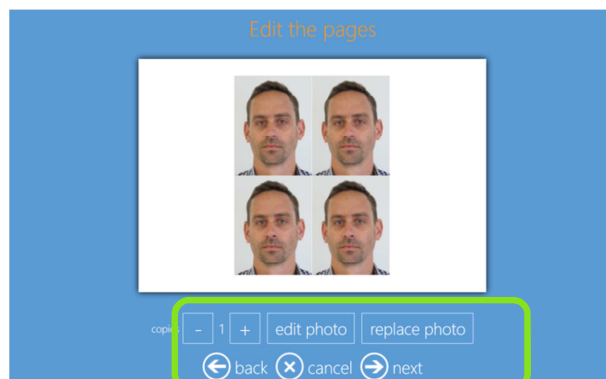 Edit the pages
copies - 1 + edit photo replace photo
back cancel next